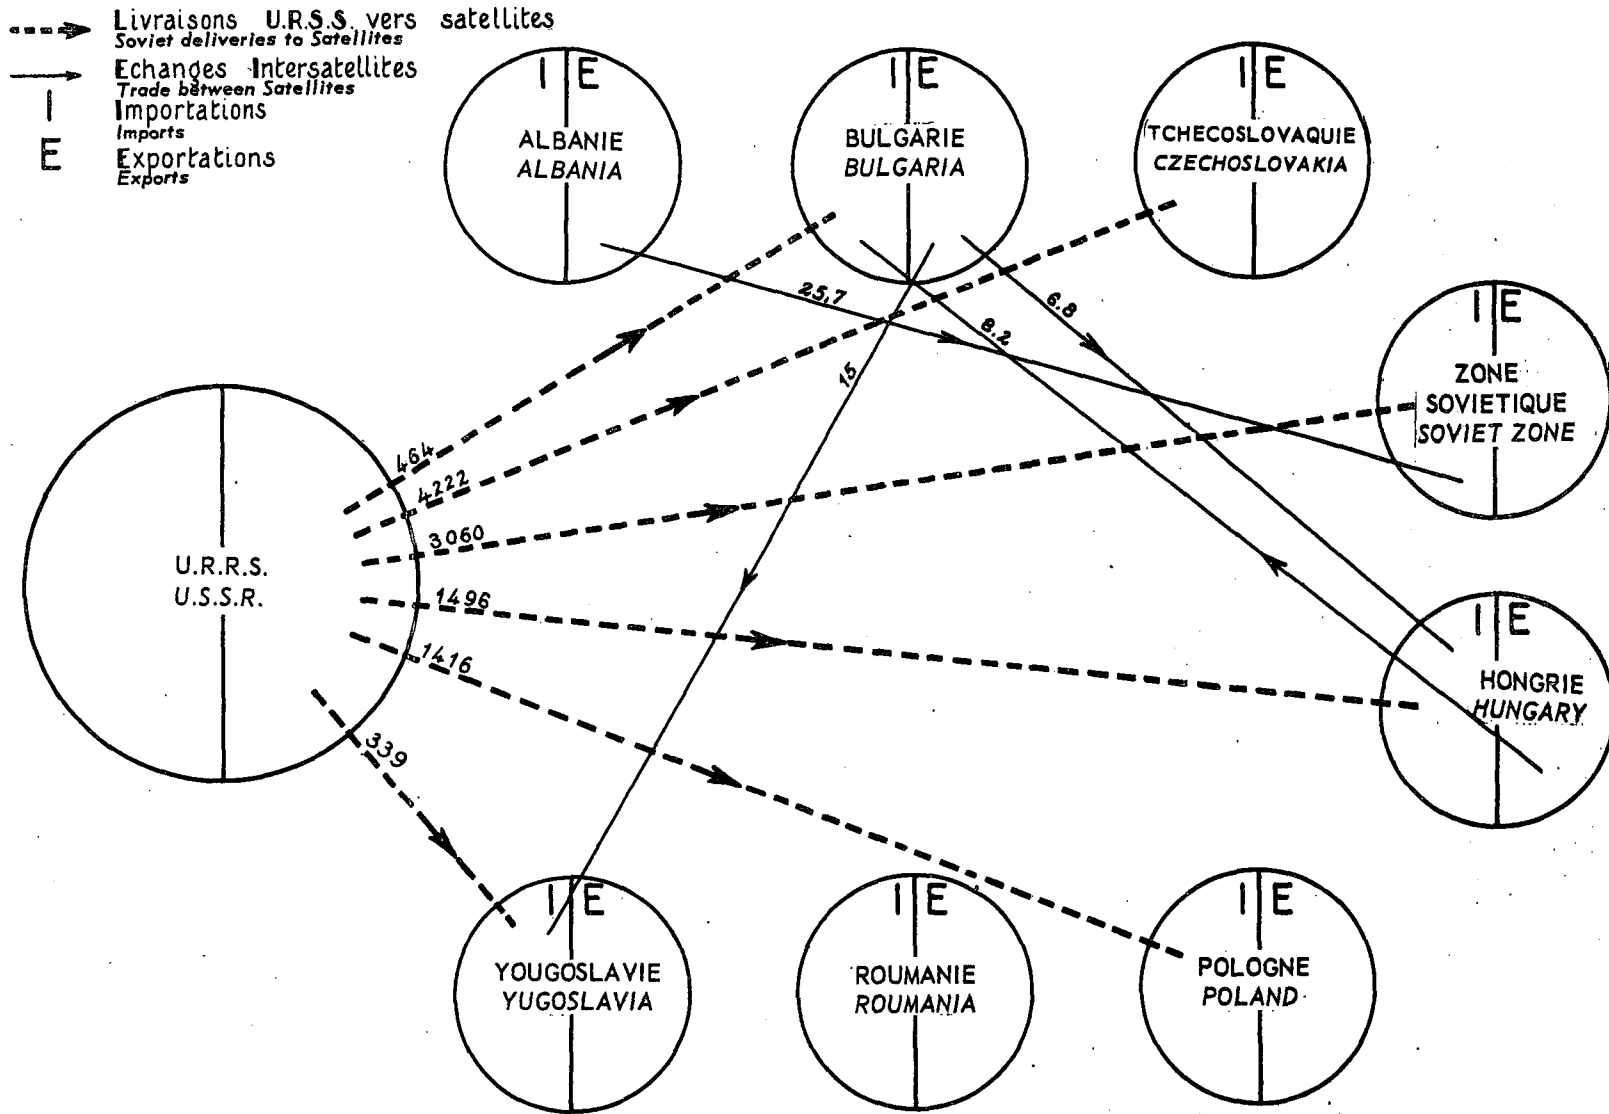 Livraisons U.R.S.S. vers satellites
Soviet deliveries to Satellites
Echanges Intersatellites
Trade between Satellites
I Importations
Imports
E Exportations
Exports
I E
ALBANIE
ALBANIA
I E
BULGARIE
BULGARIA
I E
TCHECOSLOVAQUIE
CZECHOSLOVAKIA
25,7
8.2
6.8
15
I E
ZONE
SOVIETIQUE
SOVIET ZONE
464
4222
3060
1496
1416
339
U.R.R.S.
U.S.S.R.
I E
HONGRIE
HUNGARY
I E
YOUGOSLAVIE
YUGOSLAVIA
I E
ROUMANIE
ROUMANIA
I E
POLOGNE
POLAND